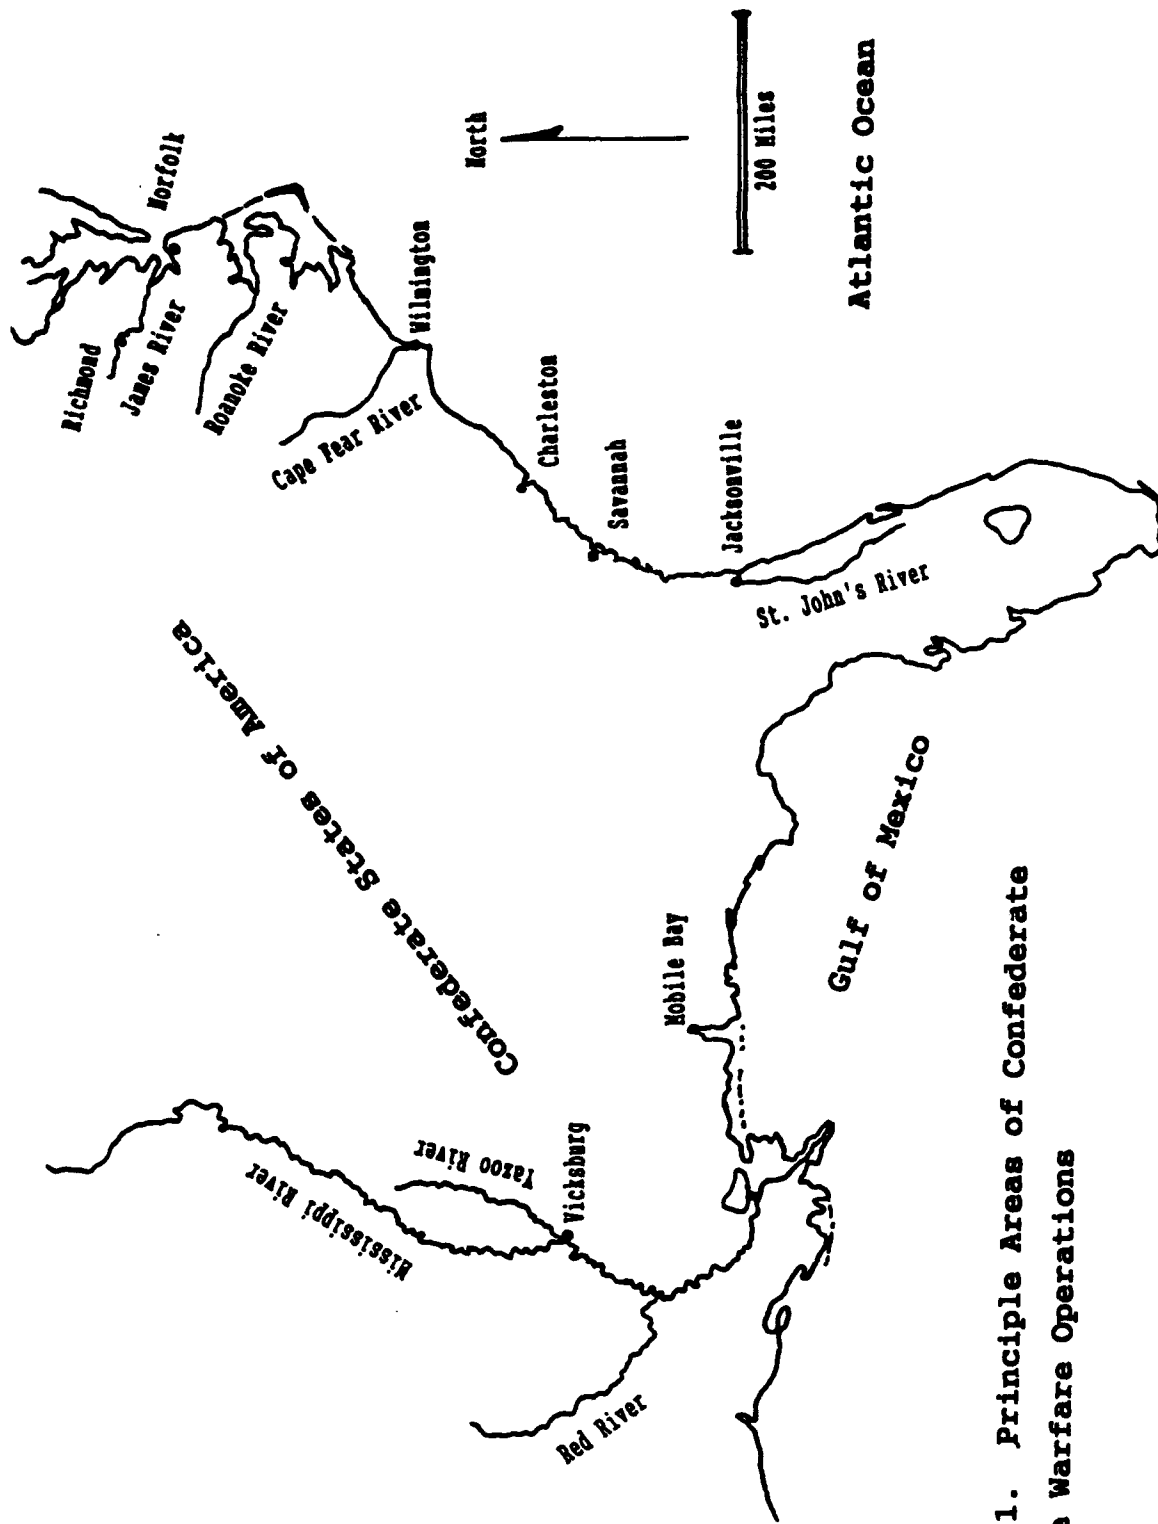 Richmond
James River
Norfolk
Roanoke River
Cape Fear River
Wilmington
Charleston
Savannah
Jacksonville
St. John's River
North
200 Miles
Atlantic Ocean
Confederate States of America
Mississippi River
Yazoo River
Vicksburg
Red River
Mobile Bay
Gulf of Mexico
1. Principle Areas of Confederate
Warfare Operations